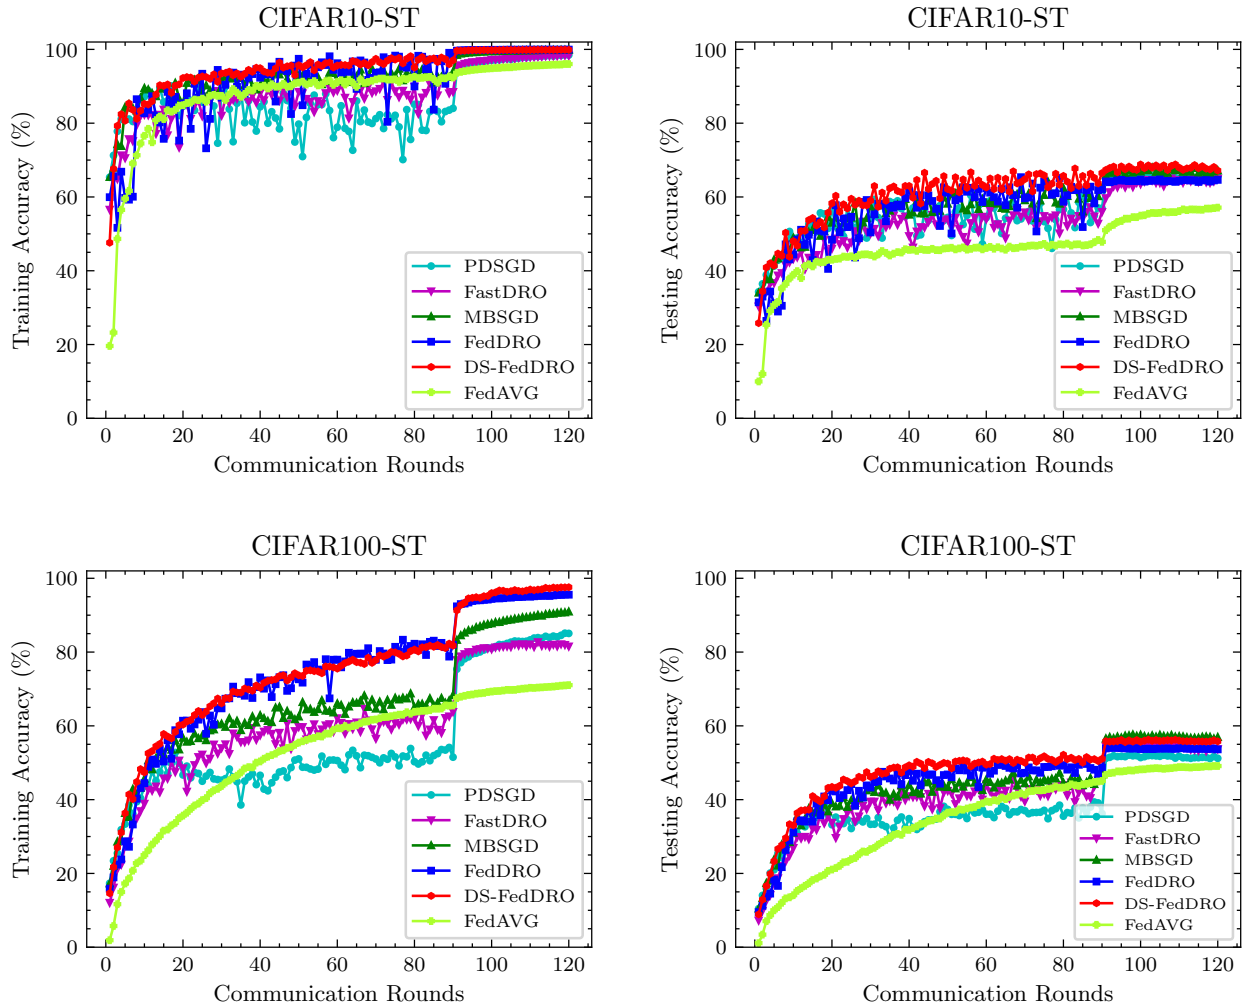 CIFAR10-ST
Training Accuracy (%)
100
80
60
40
20
0
PDSGD
FastDRO
MBSGD
FedDRO
DS-FedDRO
FedAVG
0 20 40 60 80 100 120
Communication Rounds
CIFAR10-ST
Testing Accuracy (%)
100
80
60
40
20
0
PDSGD
FastDRO
MBSGD
FedDRO
DS-FedDRO
FedAVG
0 20 40 60 80 100 120
Communication Rounds
CIFAR100-ST
Training Accuracy (%)
100
80
60
40
20
0
PDSGD
FastDRO
MBSGD
FedDRO
DS-FedDRO
FedAVG
0 20 40 60 80 100 120
Communication Rounds
CIFAR100-ST
Testing Accuracy (%)
100
80
60
40
20
0
PDSGD
FastDRO
MBSGD
FedDRO
DS-FedDRO
FedAVG
0 20 40 60 80 100 120
Communication Rounds